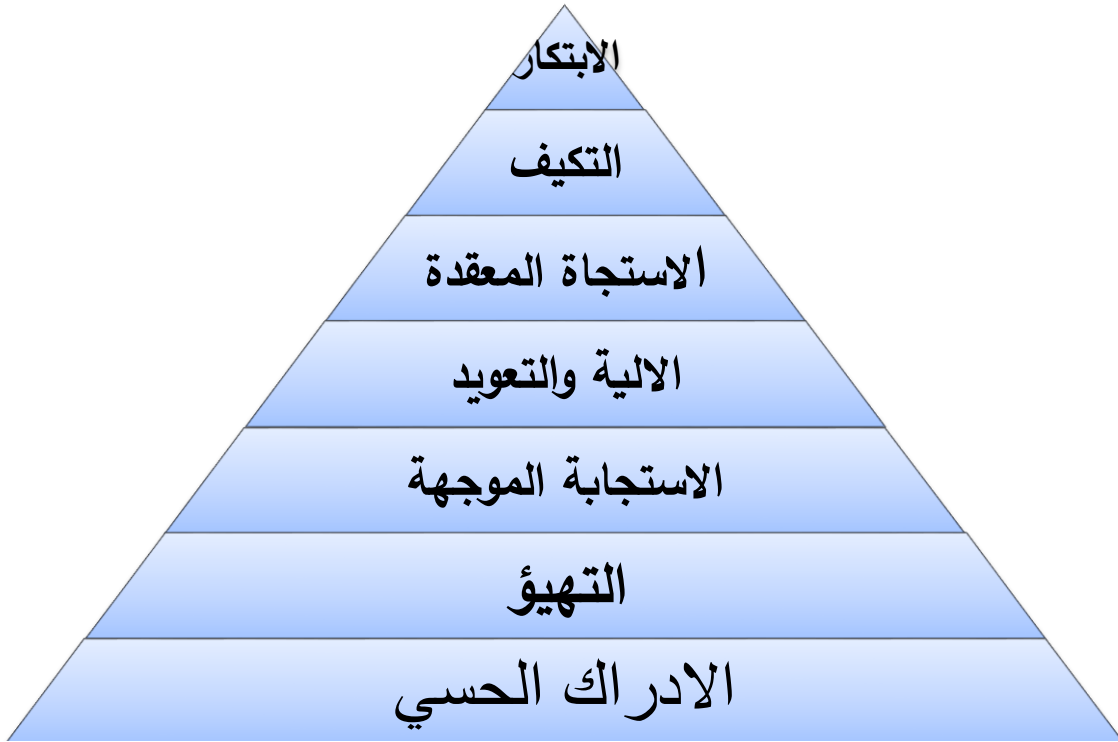 الابتكار
التكيف
الاستجاة المعقدة
الالية والتعويد
الاستجابة الموجهة
التهيؤ
الادراك الحسي